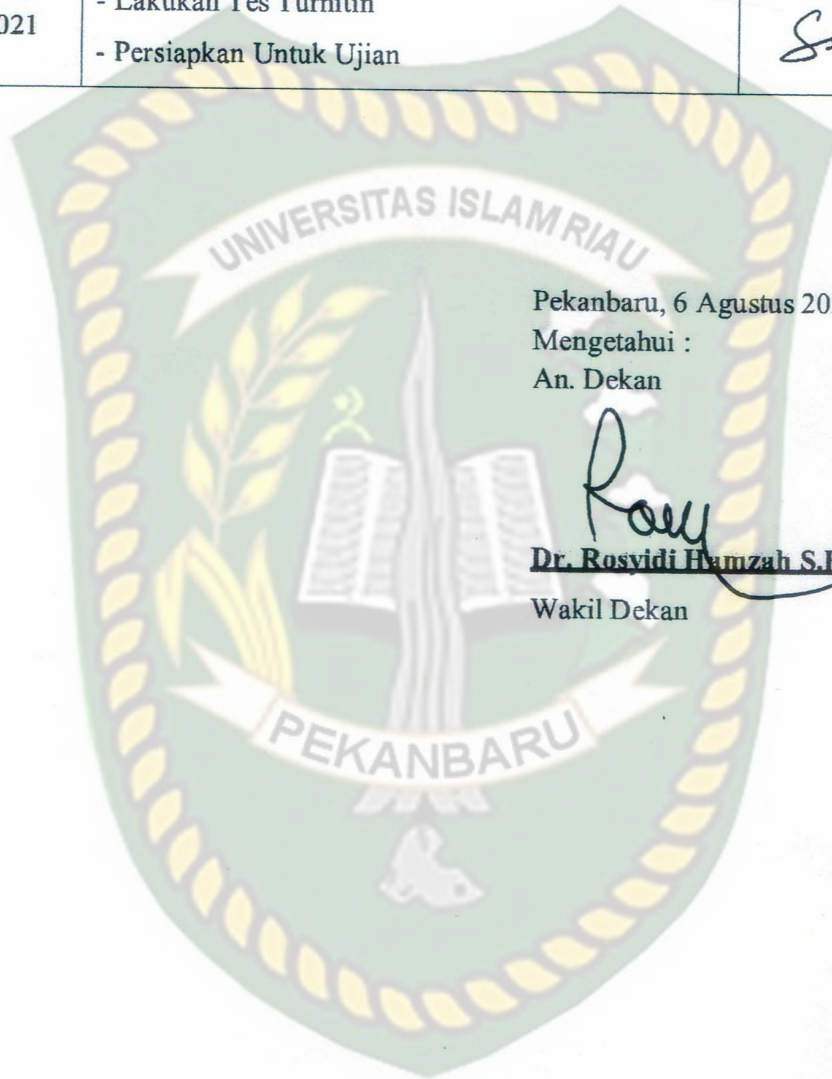 - Lakukan Tes Turnitin
021
- Persiapkan Untuk Ujian
UNIVERSITAS ISLAM RIAU
Pekanbaru, 6 Agustus 20
Mengetahui :
An. Dekan
Dr. Rosyidi Hamzah S.
Wakil Dekan
PEKANBARU